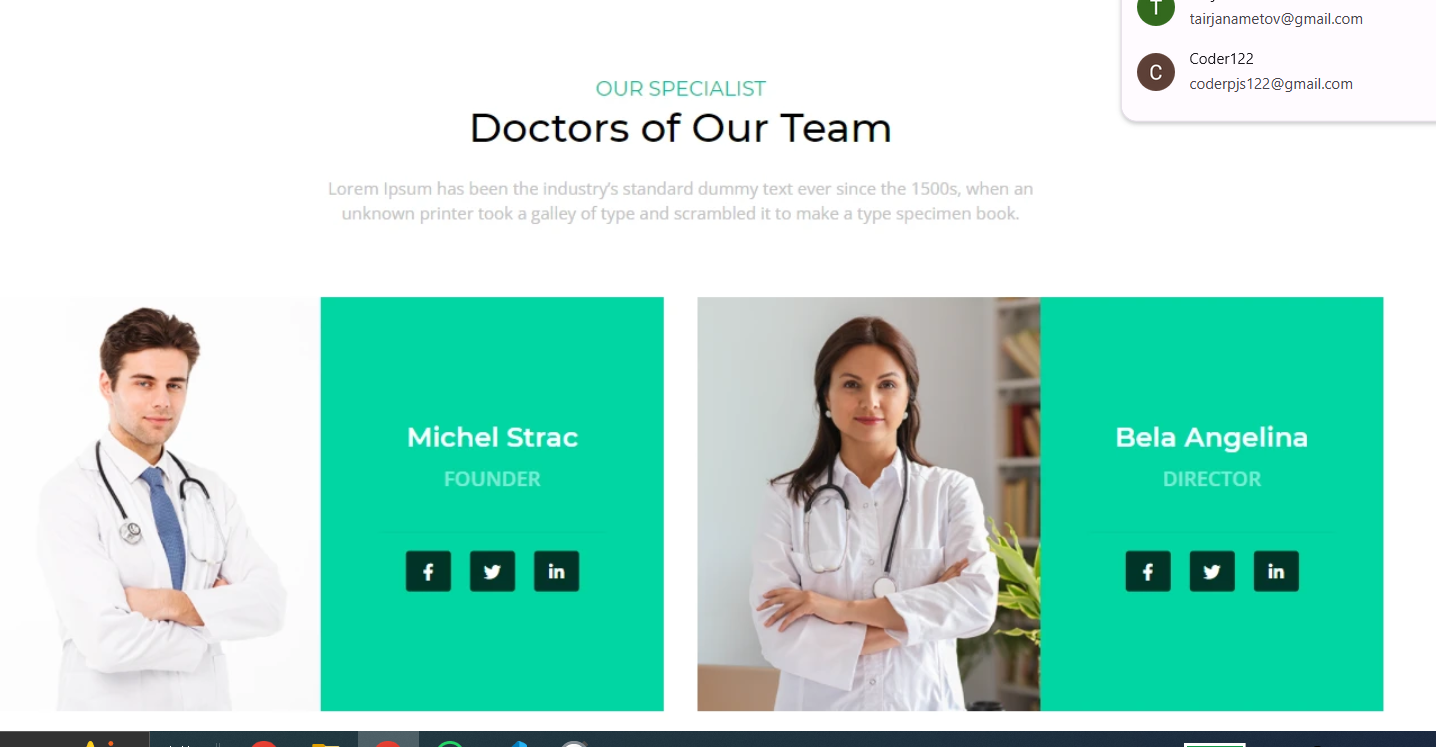 T
tairjanametov@gmail.com
C
Coder122
coderpjs122@gmail.com
OUR SPECIALIST
Doctors of Our Team
Lorem Ipsum has been the industry's standard dummy text ever since the 1500s, when an
unknown printer took a galley of type and scrambled it to make a type specimen book.
Michel Strac
FOUNDER
f
in
Bela Angelina
DIRECTOR
f
in